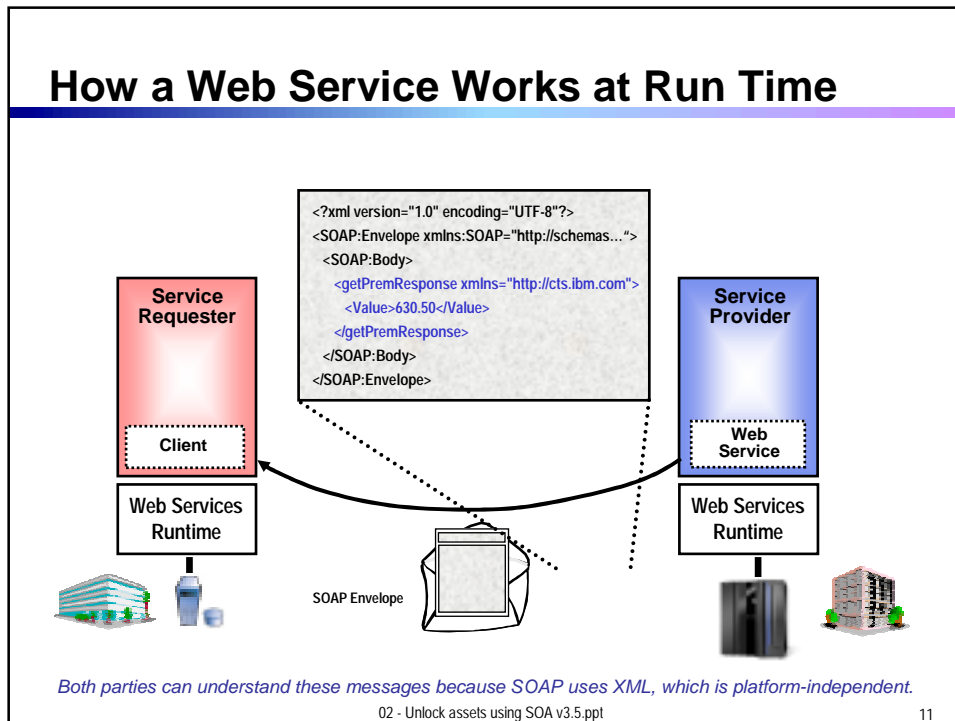 How a Web Service Works at Run Time
<?xml version="1.0" encoding="UTF-8"?>
<SOAP:Envelope xmlns:SOAP="http://schemas…“>
<SOAP:Body>
<getPremResponse xmlns="http://cts.ibm.com">
<Value>630.50</Value>
</getPremResponse>
</SOAP:Body>
</SOAP:Envelope>
Service
Requester
Client
Web Services
Runtime
Service
Provider
Web
Service
Web Services
Runtime
SOAP Envelope
Both parties can understand these messages because SOAP uses XML, which is platform-independent.
02 - Unlock assets using SOA v3.5.ppt
11